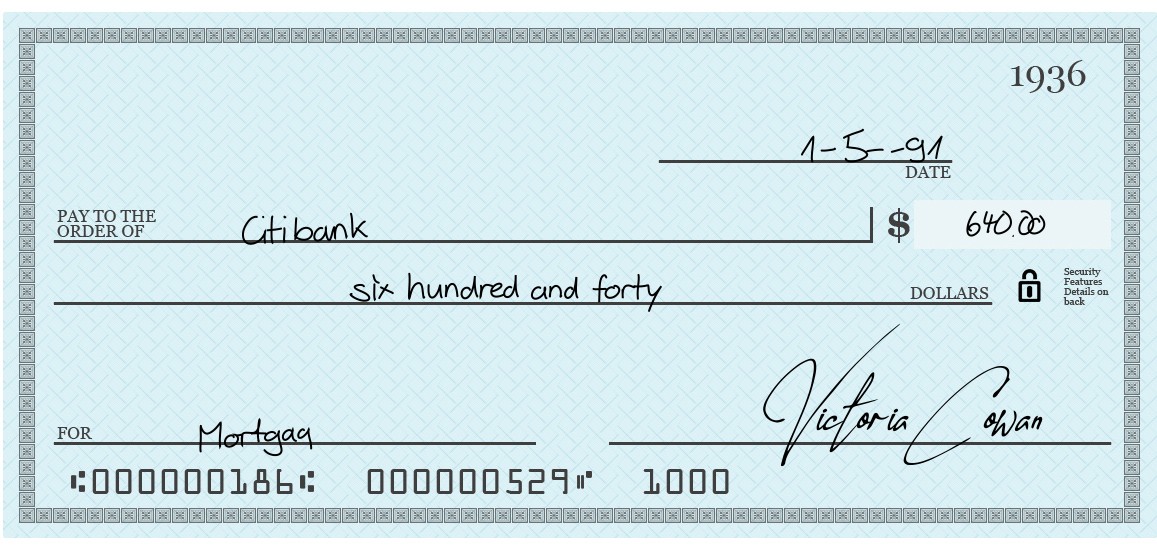 1936
1-5--91
DATE
PAY TO THE
ORDER OF Citibank $ 640.00
six hundred and forty DOLLARS
Security
Features
Details on
back
FOR Mortgag
Victoria Cowan
⑆000000186⑆ 000000529⑈ 1000